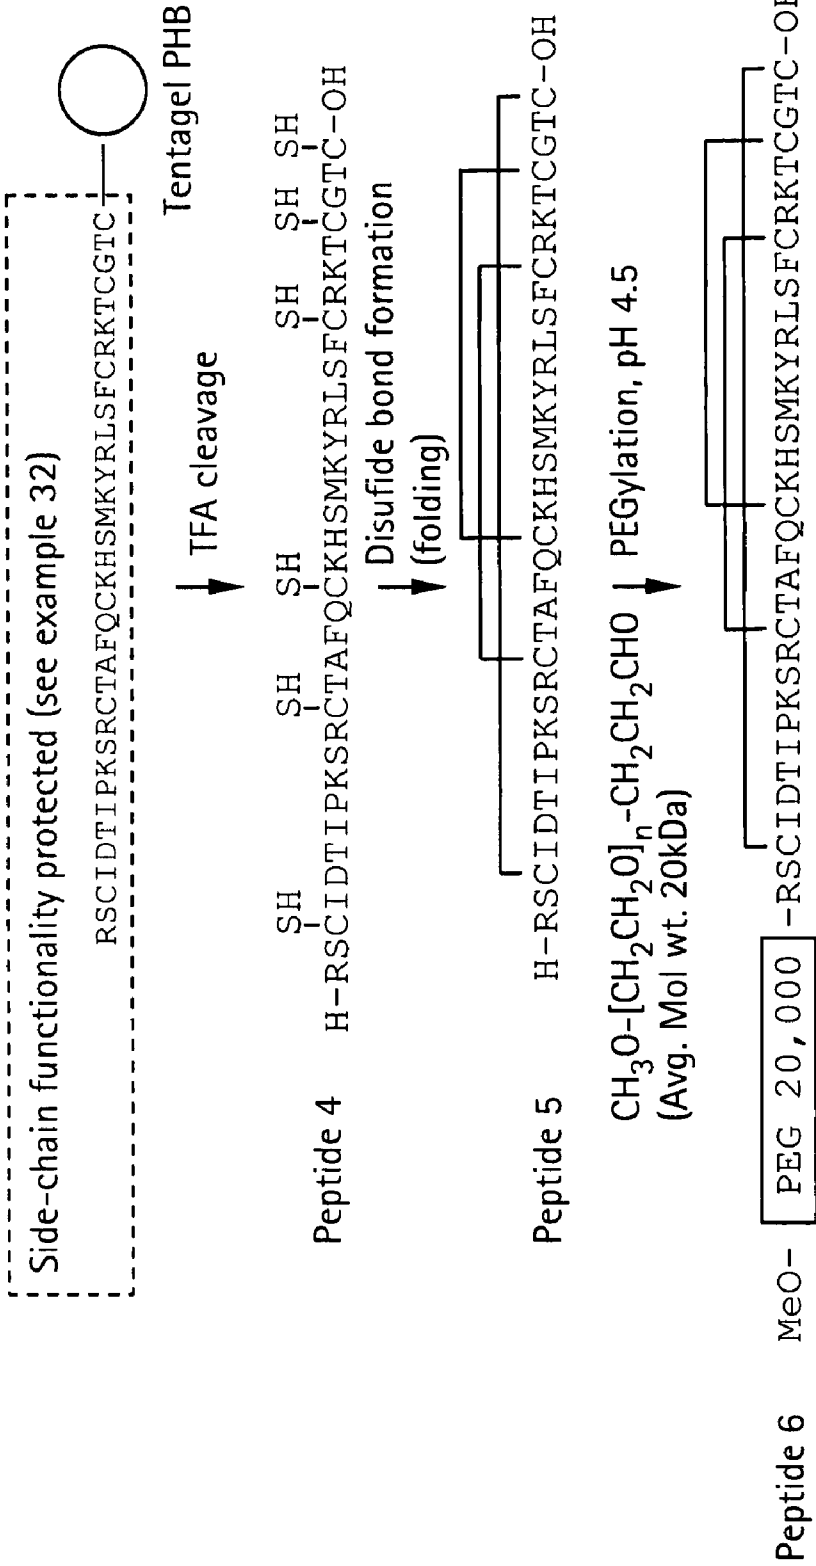 Side-chain functionality protected (see example 32)
RSCIDTIPKSRCTAFQCKHSMKYRLSFCRKTCGTC
Tentagel PHB
TFA cleavage
SH SH SH SH SH SH
Peptide 4 H-RSCIDTIPKSRCTAFQCKHSMKYRLSFCRKTCGTC-OH
Disufide bond formation
(folding)
Peptide 5 H-RSCIDTIPKSRCTAFQCKHSMKYRLSFCRKTCGTC-OH
CH3O-[CH2CH2O]n-CH2CH2CHO PEGylation, pH 4.5
(Avg. Mol wt. 20kDa)
Peptide 6 MeO- PEG 20,000 -RSCIDTIPKSRCTAFQCKHSMKYRLSFCRKTCGTC-OH